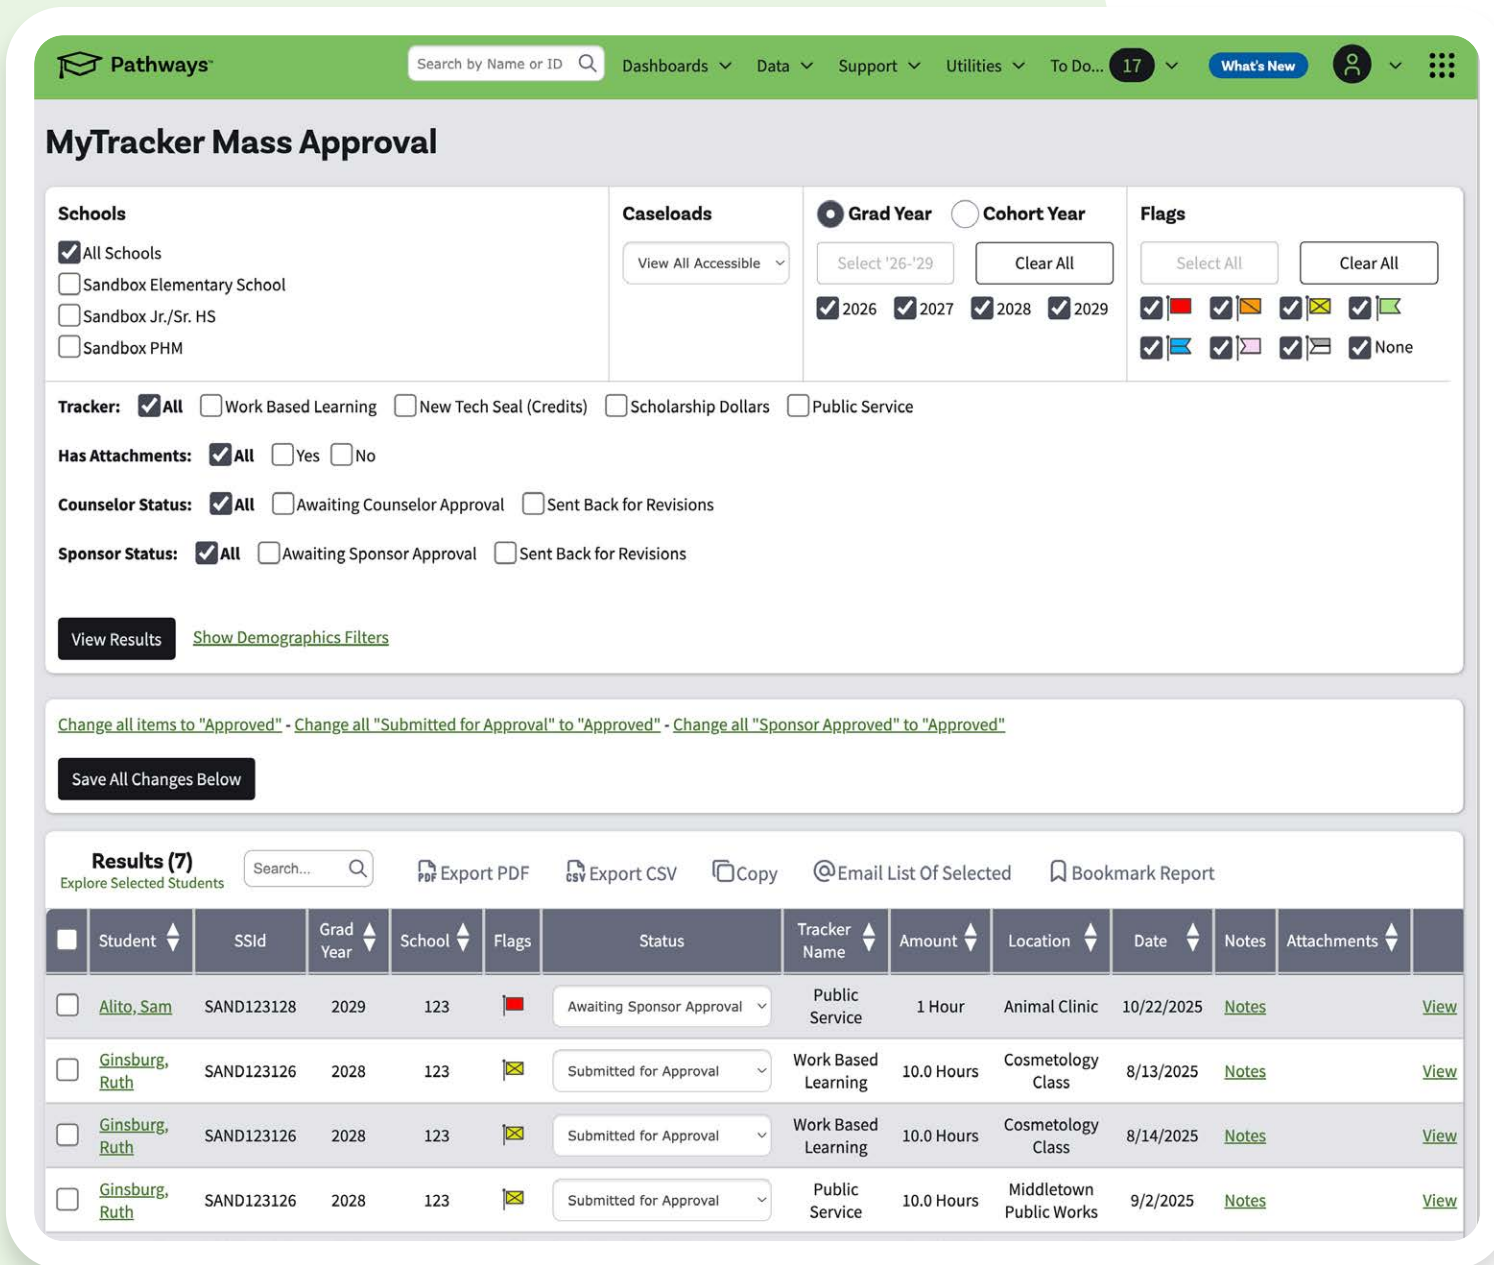 Pathways
Search by Name or ID
Dashboards
Data
Support
Utilities
To Do... 17
What's New
MyTracker Mass Approval
Schools
All Schools
Sandbox Elementary School
Sandbox Jr./Sr. HS
Sandbox PHM
Caseloads
View All Accessible
Grad Year Cohort Year
Select '26-'29 Clear All
2026 2027 2028 2029
Flags
Select All Clear All
None
Tracker: All Work Based Learning New Tech Seal (Credits) Scholarship Dollars Public Service
Has Attachments: All Yes No
Counselor Status: All Awaiting Counselor Approval Sent Back for Revisions
Sponsor Status: All Awaiting Sponsor Approval Sent Back for Revisions
View Results Show Demographics Filters
Change all items to "Approved" - Change all "Submitted for Approval" to "Approved" - Change all "Sponsor Approved" to "Approved"
Save All Changes Below
Results (7)
Explore Selected Students
Search...
PDF Export PDF
CSV Export CSV
Copy
@Email List Of Selected
Bookmark Report
Student SSId Grad Year School Flags Status Tracker Name Amount Location Date Notes Attachments
Alito, Sam SAND123128 2029 123 Awaiting Sponsor Approval Public Service 1 Hour Animal Clinic 10/22/2025 Notes View
Ginsburg, Ruth SAND123126 2028 123 Submitted for Approval Work Based Learning 10.0 Hours Cosmetology Class 8/13/2025 Notes View
Ginsburg, Ruth SAND123126 2028 123 Submitted for Approval Work Based Learning 10.0 Hours Cosmetology Class 8/14/2025 Notes View
Ginsburg, Ruth SAND123126 2028 123 Submitted for Approval Public Service 10.0 Hours Middletown Public Works 9/2/2025 Notes View